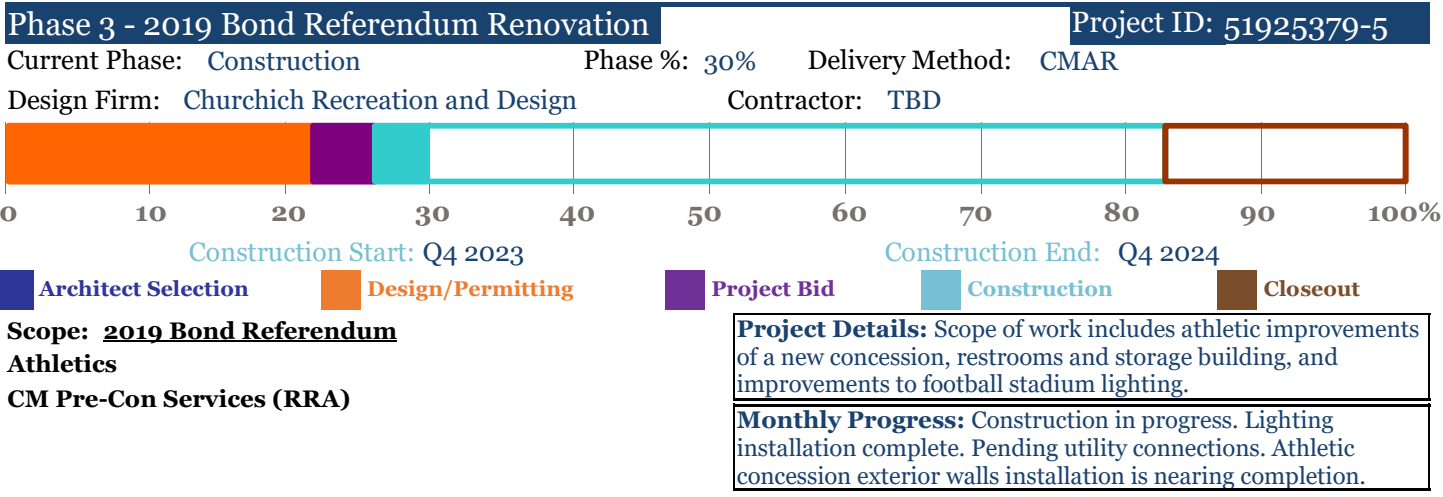 Phase 3 - 2019 Bond Referendum Renovation Project ID: 51925379-5
Current Phase: Construction Phase %: 30% Delivery Method: CMAR
Design Firm: Churchich Recreation and Design Contractor: TBD
0 10 20 30 40 50 60 70 80 90 100%
Construction Start: Q4 2023 Construction End: Q4 2024
Architect Selection Design/Permitting Project Bid Construction Closeout
Scope: 2019 Bond Referendum
Athletics
CM Pre-Con Services (RRA)
Project Details: Scope of work includes athletic improvements
of a new concession, restrooms and storage building, and
improvements to football stadium lighting.
Monthly Progress: Construction in progress. Lighting
installation complete. Pending utility connections. Athletic
concession exterior walls installation is nearing completion.